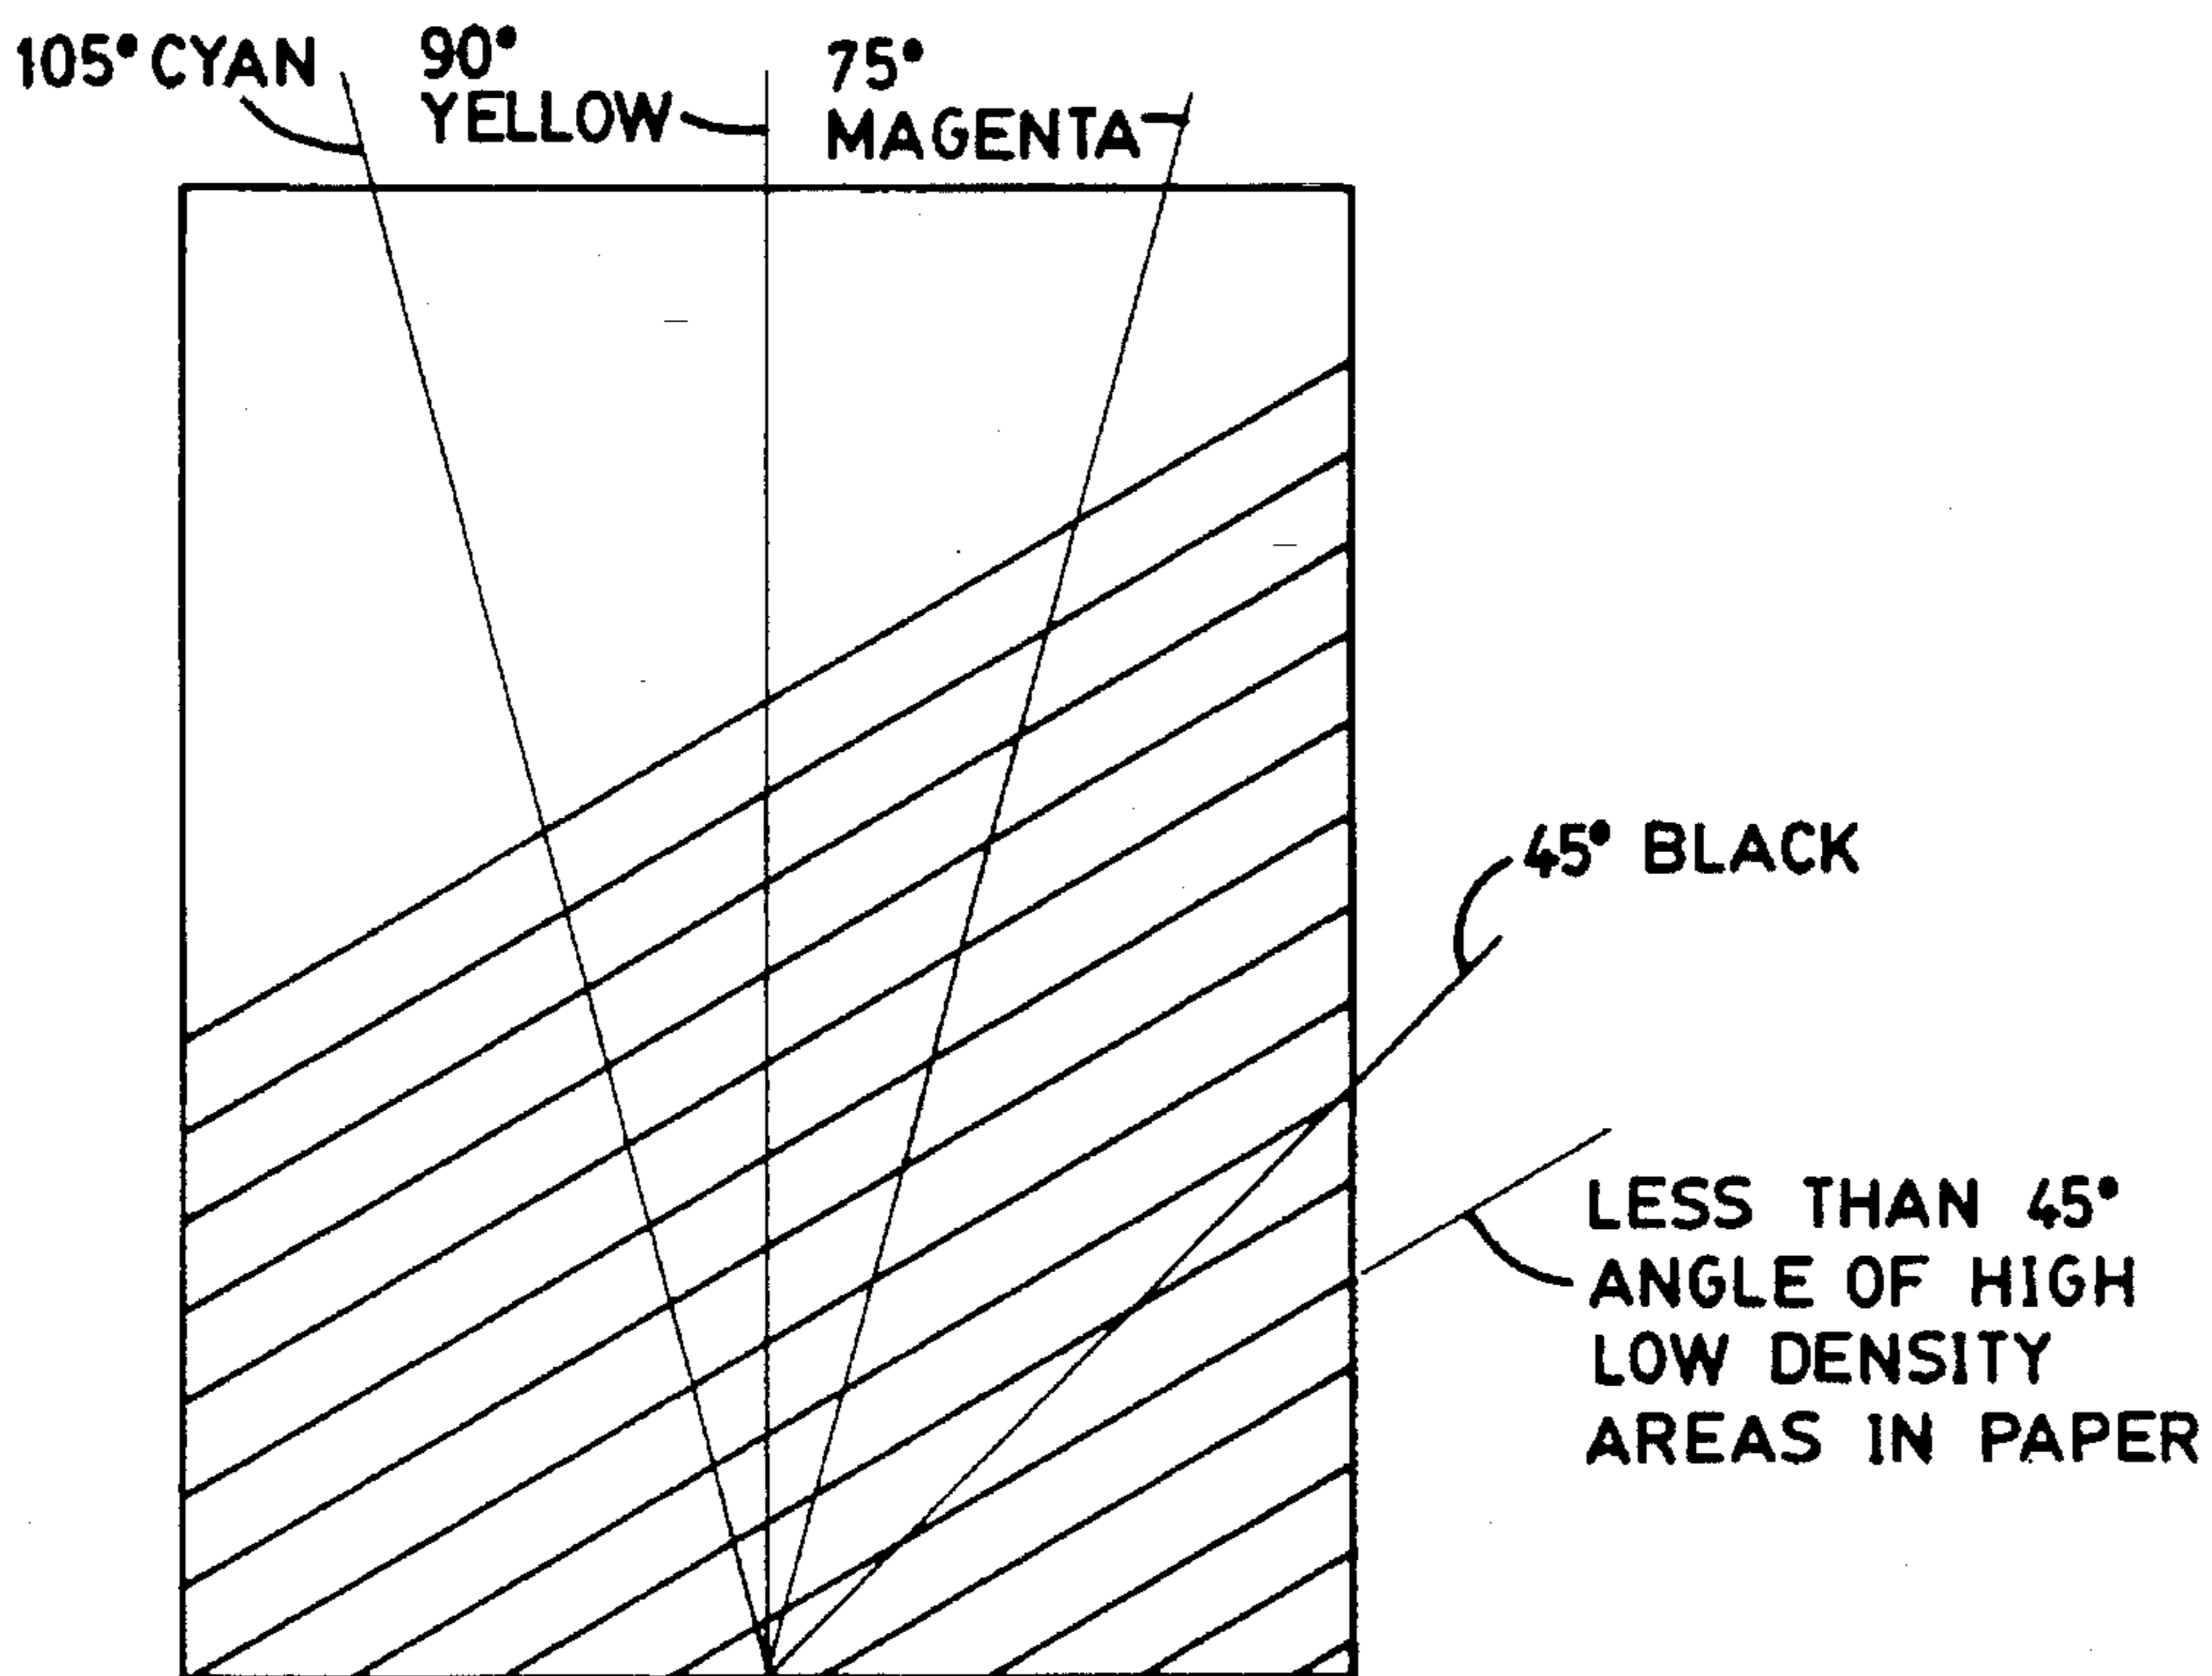 105° CYAN
90°
YELLOW
75°
MAGENTA
45° BLACK
LESS THAN 45°
ANGLE OF HIGH
LOW DENSITY
AREAS IN PAPER